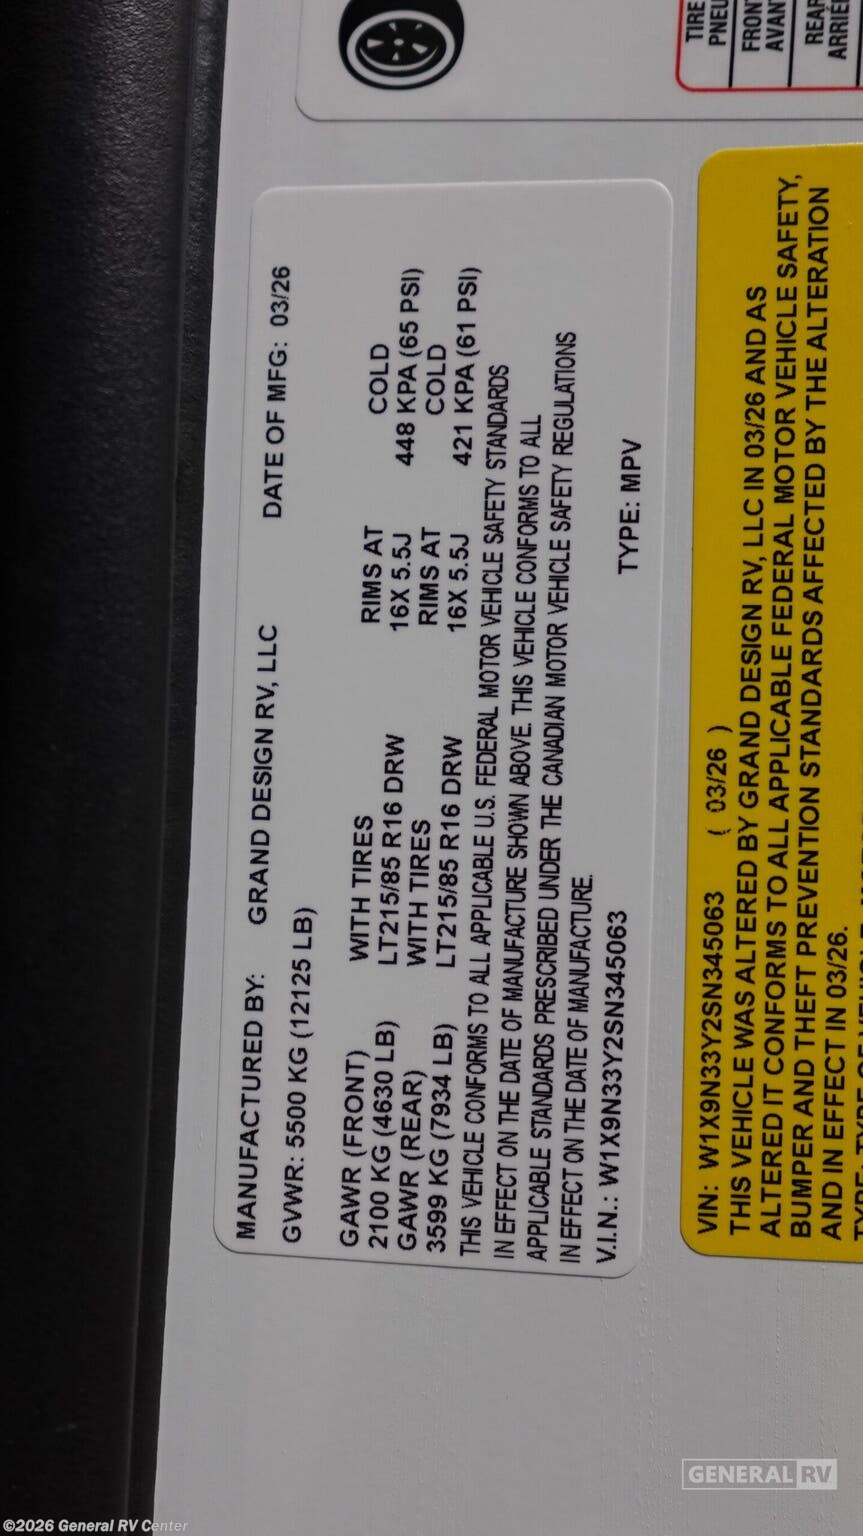 TIRE
PNEU
FRONT
AVANT
REAR
ARRIÈ
MANUFACTURED BY: GRAND DESIGN RV, LLC DATE OF MFG: 03/26
GVWR: 5500 KG (12125 LB)
GAWR (FRONT) WITH TIRES RIMS AT COLD
2100 KG (4630 LB) LT215/85 R16 DRW 16X 5.5J 448 KPA (65 PSI)
GAWR (REAR) WITH TIRES RIMS AT COLD
3599 KG (7934 LB) LT215/85 R16 DRW 16X 5.5J 421 KPA (61 PSI)
THIS VEHICLE CONFORMS TO ALL APPLICABLE U.S. FEDERAL MOTOR VEHICLE SAFETY STANDARDS
IN EFFECT ON THE DATE OF MANUFACTURE SHOWN ABOVE. THIS VEHICLE CONFORMS TO ALL
APPLICABLE STANDARDS PRESCRIBED UNDER THE CANADIAN MOTOR VEHICLE SAFETY REGULATIONS
IN EFFECT ON THE DATE OF MANUFACTURE.
V.I.N.: W1X9N33Y2SN345063 TYPE: MPV
VIN: W1X9N33Y2SN345063 ( 03/26 )
THIS VEHICLE WAS ALTERED BY GRAND DESIGN RV, LLC IN 03/26 AND AS
ALTERED IT CONFORMS TO ALL APPLICABLE FEDERAL MOTOR VEHICLE SAFETY,
BUMPER AND THEFT PREVENTION STANDARDS AFFECTED BY THE ALTERATION
AND IN EFFECT IN 03/26.
GENERAL RV
©2026 General RV Center